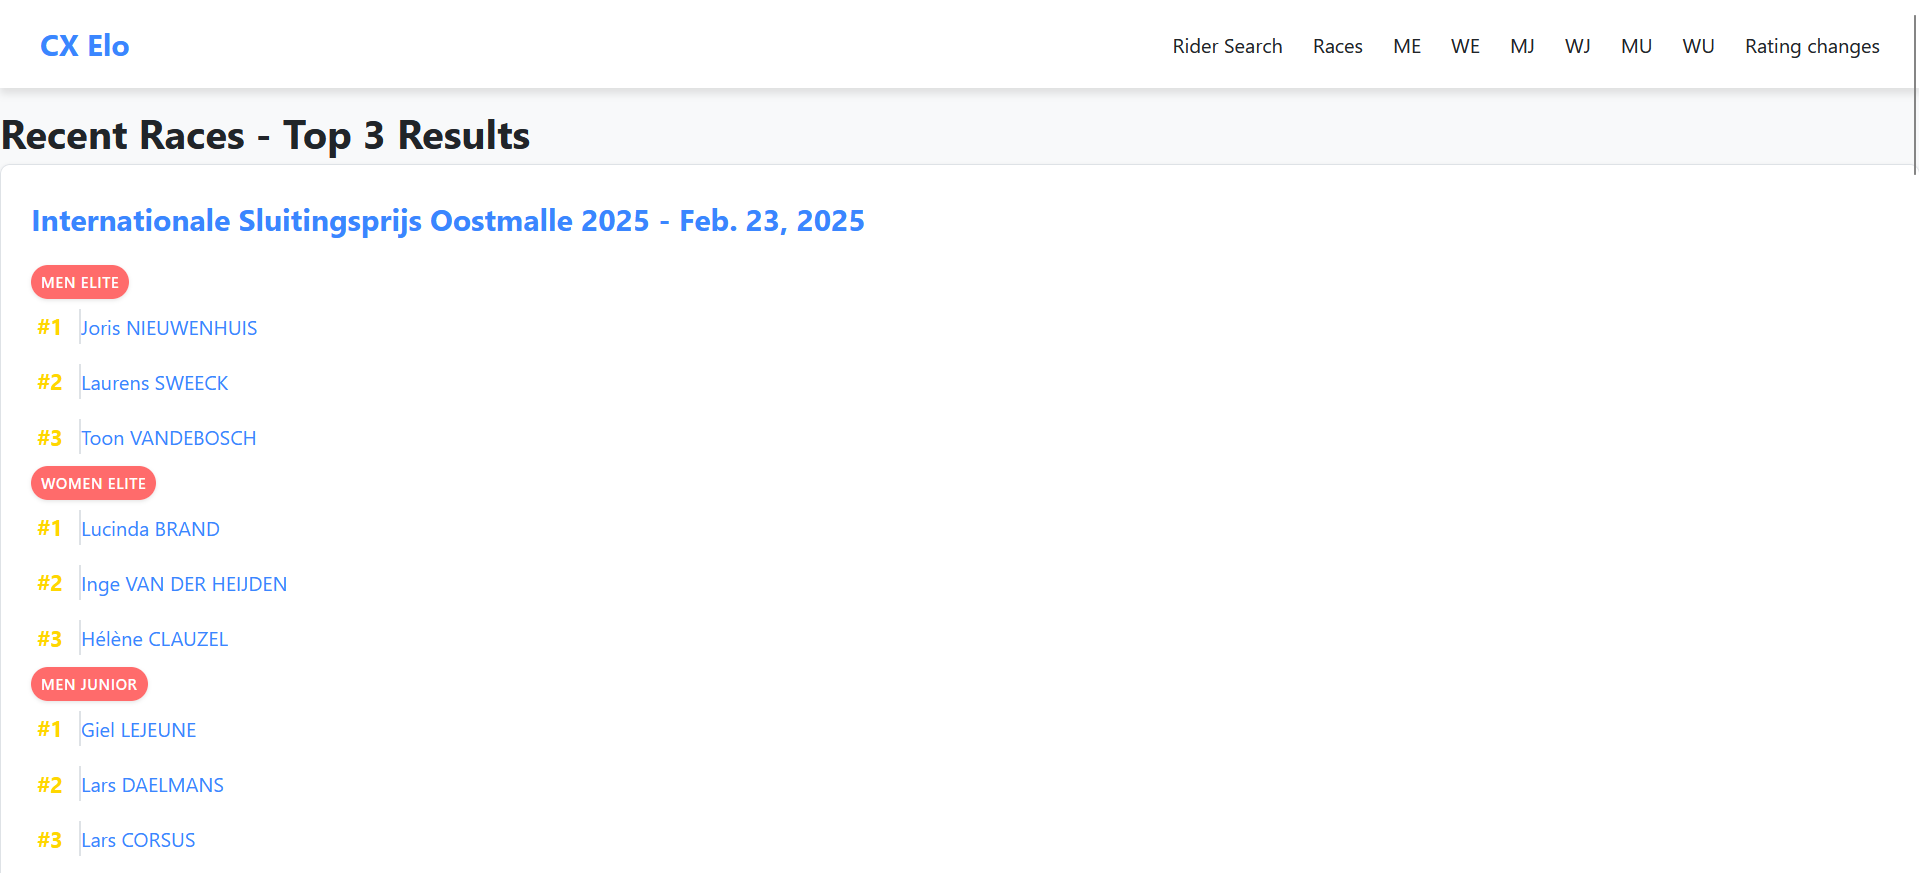 CX Elo
Rider Search Races ME WE MJ WJ MU WU Rating changes
Recent Races - Top 3 Results
Internationale Sluitingsprijs Oostmalle 2025 - Feb. 23, 2025
MEN ELITE
#1 Joris NIEUWENHUIS
#2 Laurens SWEECK
#3 Toon VANDEBOSCH
WOMEN ELITE
#1 Lucinda BRAND
#2 Inge VAN DER HEIJDEN
#3 Hélène CLAUZEL
MEN JUNIOR
#1 Giel LEJEUNE
#2 Lars DAELMANS
#3 Lars CORSUS